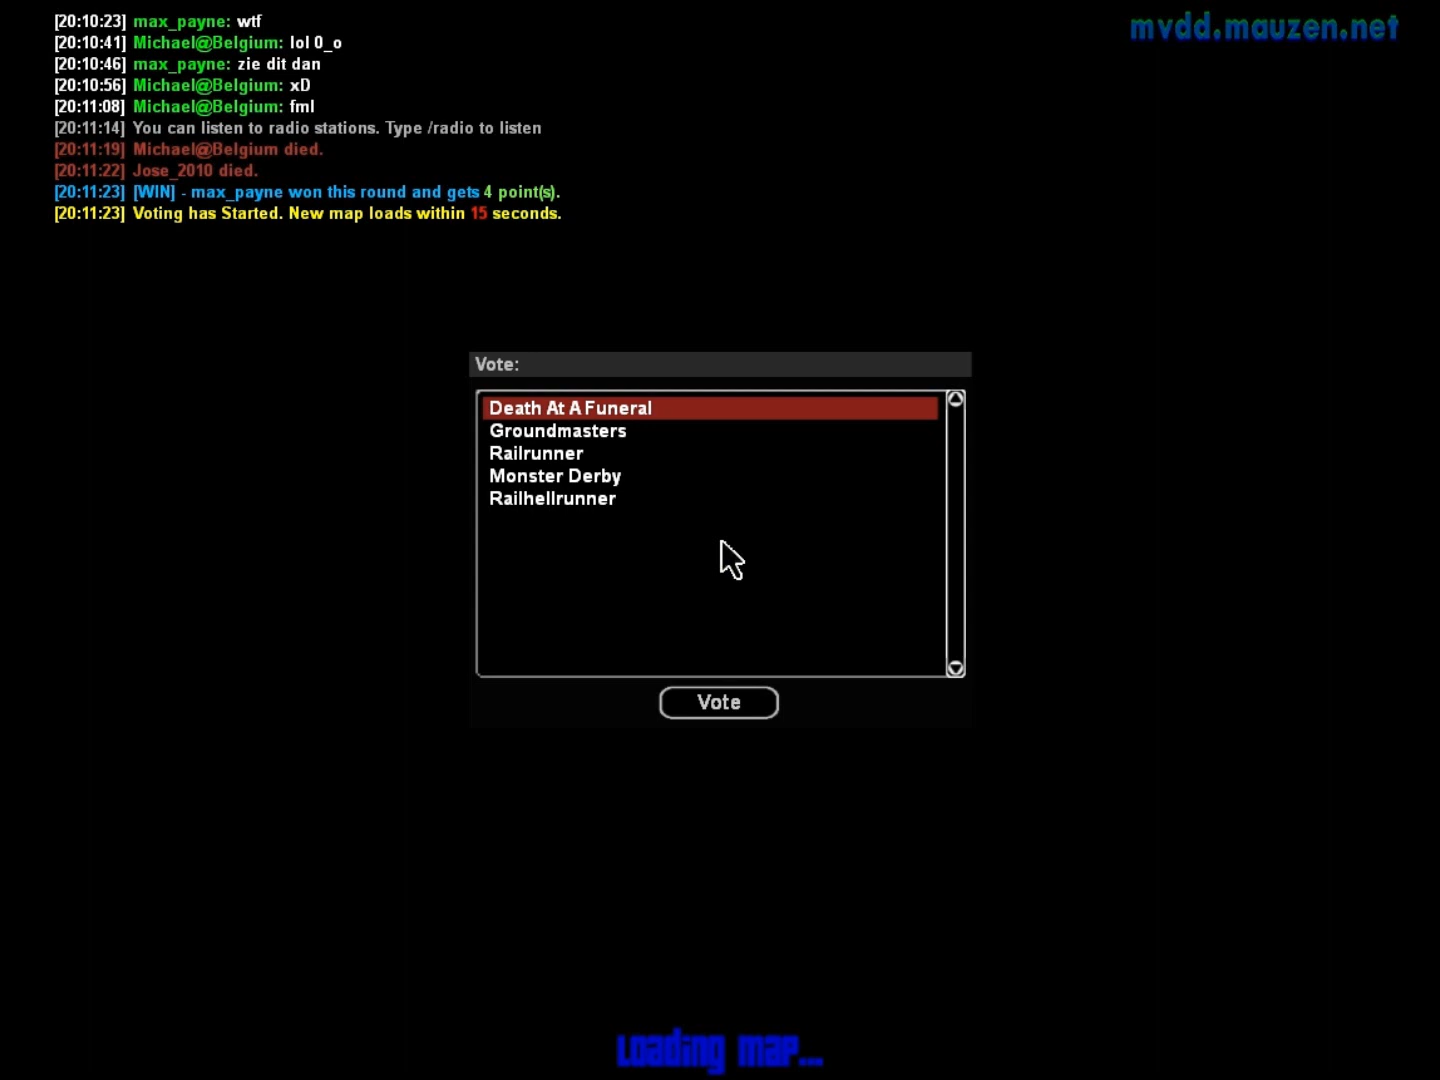 [20:10:23] max_payne: wtf
mvdd.mauzen.net
[20:10:41] Michael@Belgium: lol 0_o
[20:10:46] max_payne: zie dit dan
[20:10:56] Michael@Belgium: xD
[20:11:08] Michael@Belgium: fml
[20:11:14] You can listen to radio stations. Type /radio to listen
[20:11:19] Michael@Belgium died.
[20:11:22] Jose_2010 died.
[20:11:23] [WIN] - max_payne won this round and gets 4 point(s).
[20:11:23] Voting has Started. New map loads within 15 seconds.
Vote:
Death At A Funeral
Groundmasters
Railrunner
Monster Derby
Railhellrunner
Vote
Loading map...